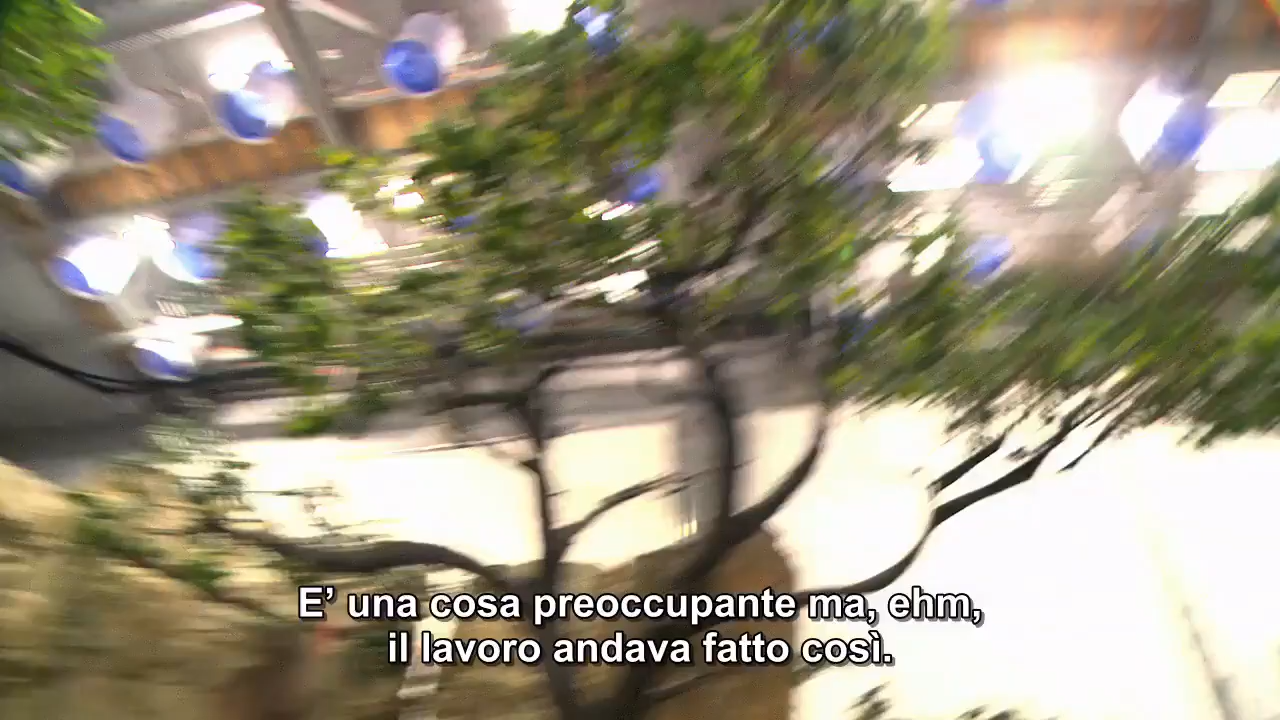 E’ una cosa preoccupante ma, ehm,
il lavoro andava fatto così.